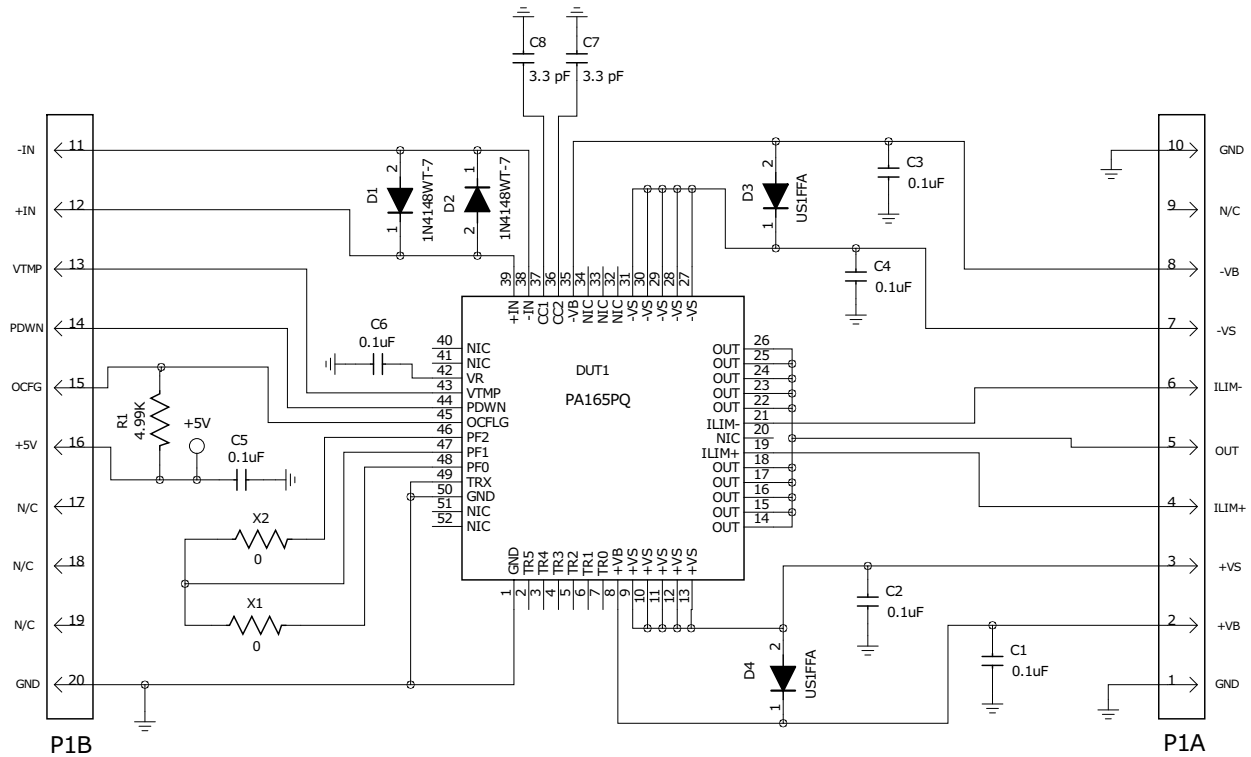 C8
3.3 pF
C7
3.3 pF
11
-IN
12
+IN
VTMP
13
PDWN
14
OCFG
15
+5V
16
N/C
17
N/C
18
N/C
19
GND
20
P1B
2
D1
1
1N4148WT-7
1
D2
2
1N4148WT-7
R1
4.99K
+5V
C5
0.1uF
C6
0.1uF
X2
0
X1
0
39
38
37
36
35
34
33
32
31
30
29
28
27
+IN
-IN
CC1
CC2
-VB
NIC
NIC
NIC
-VS
-VS
-VS
-VS
-VS
40 NIC
41 NIC
42 VR
43 VTMP
44 PDWN
45 OCFLG
46 PF2
47 PF1
48 PF0
49 TRX
50 GND
51 NIC
52 NIC
DUT1
PA165PQ
OUT 26
OUT 25
OUT 24
OUT 23
OUT 22
ILIM- 21
NIC 20
ILIM+ 19
OUT 18
OUT 17
OUT 16
OUT 15
OUT 14
GND
TR5
TR4
TR3
TR2
TR1
TR0
+VB
+VS
+VS
+VS
+VS
+VS
1
2
3
4
5
6
7
8
9
10
11
12
13
2
D3
1
US1FFA
C3
0.1uF
C4
0.1uF
2
D4
1
US1FFA
C2
0.1uF
C1
0.1uF
10 GND
9 N/C
8 -VB
7 -VS
6 ILIM-
5 OUT
4 ILIM+
3 +VS
2 +VB
1 GND
P1A